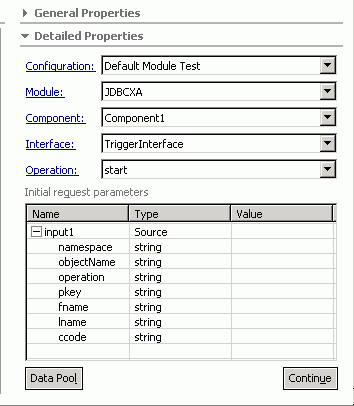 General Properties
Detailed Properties
Configuration: Default Module Test
Module: JDBCXA
Component: Component1
Interface: TriggerInterface
Operation: start
Initial request parameters
Name Type Value
input1 Source
namespace string
objectName string
operation string
pkey string
fname string
lname string
ccode string
Data Pool Continue